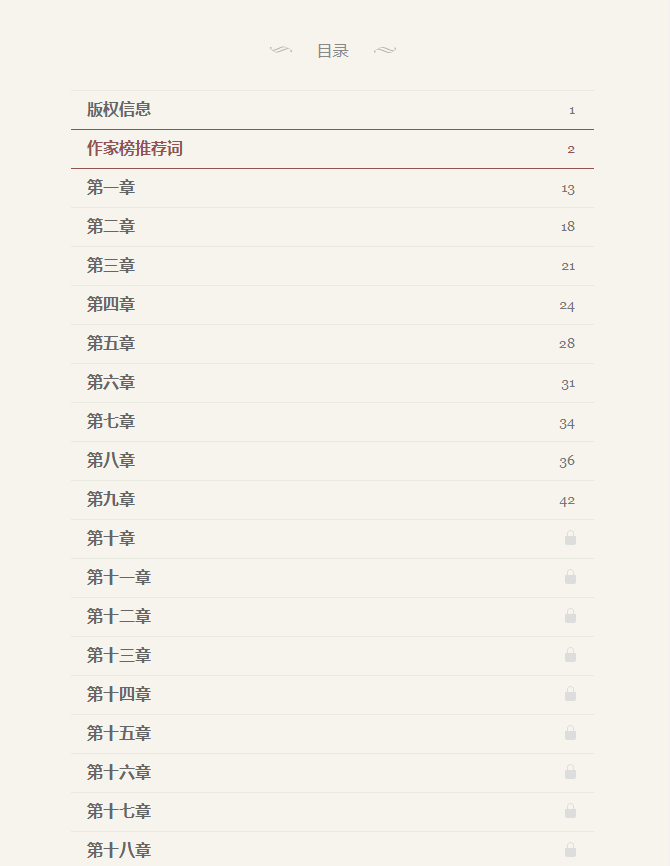 目录
版权信息 1
作家榜推荐词 2
第一章 13
第二章 18
第三章 21
第四章 24
第五章 28
第六章 31
第七章 34
第八章 36
第九章 42
第十章
第十一章
第十二章
第十三章
第十四章
第十五章
第十六章
第十七章
第十八章